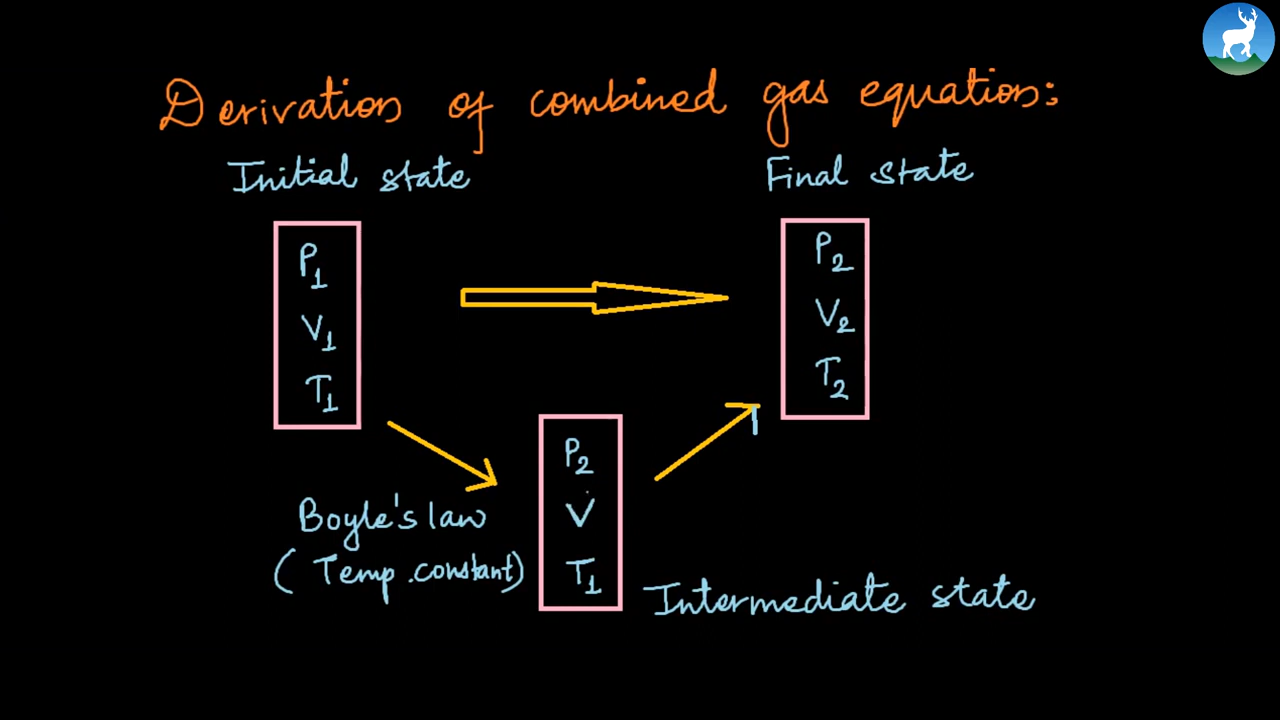 Derivation of combined gas equation:
Initial state
Final state
P₁
V₁
T₁
P₂
V₂
T₂
P₂
V
T₁
Boyle's law
(Temp. constant)
Intermediate state